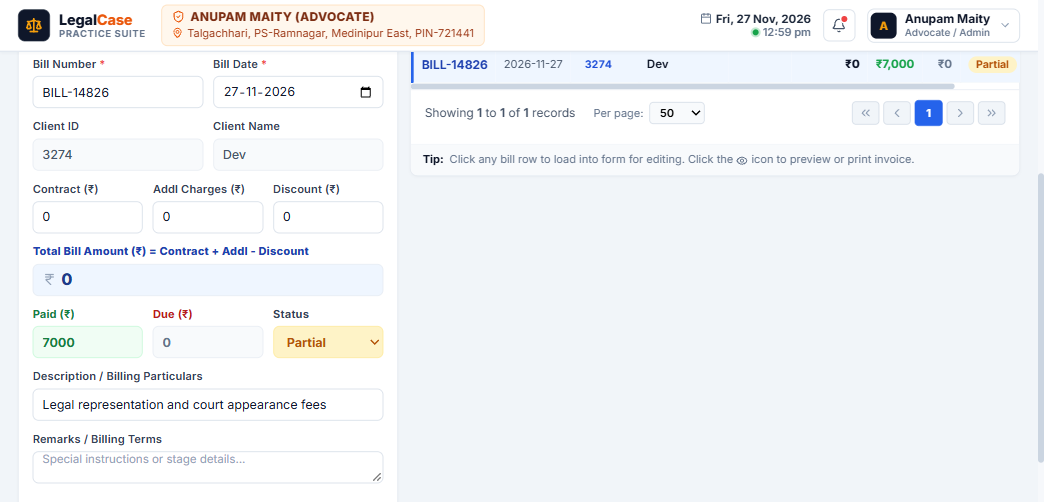 LegalCase
PRACTICE SUITE
ANUPAM MAITY (ADVOCATE)
Talgachhari, PS-Ramnagar, Medinipur East, PIN-721441
Fri, 27 Nov, 2026
12:59 pm
A
Anupam Maity
Advocate / Admin
Bill Number *
Bill Date *
BILL-14826
27-11-2026
Client ID
Client Name
3274
Dev
Contract (₹)
Addl Charges (₹)
Discount (₹)
0
0
0
Total Bill Amount (₹) = Contract + Addl - Discount
₹ 0
Paid (₹)
Due (₹)
Status
7000
0
Partial
Description / Billing Particulars
Legal representation and court appearance fees
Remarks / Billing Terms
Special instructions or stage details...
BILL-14826 2026-11-27 3274 Dev ₹0 ₹7,000 ₹0 Partial
Showing 1 to 1 of 1 records Per page: 50 « ‹ 1 › »
Tip: Click any bill row to load into form for editing. Click the icon to preview or print invoice.